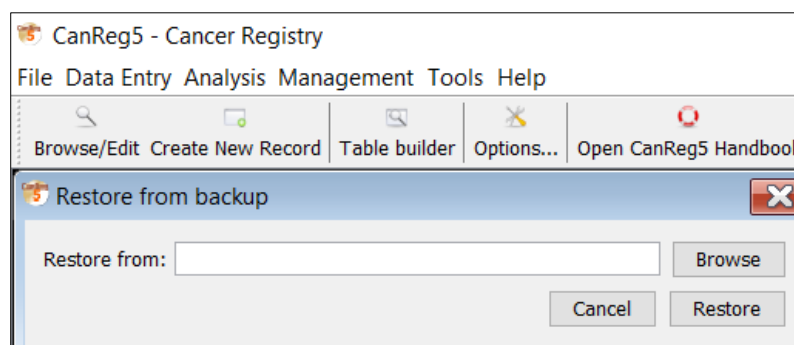 CanReg5 - Cancer Registry
File Data Entry Analysis Management Tools Help
Browse/Edit Create New Record Table builder Options... Open CanReg5 Handbook
Restore from backup
Restore from: Browse
Cancel Restore